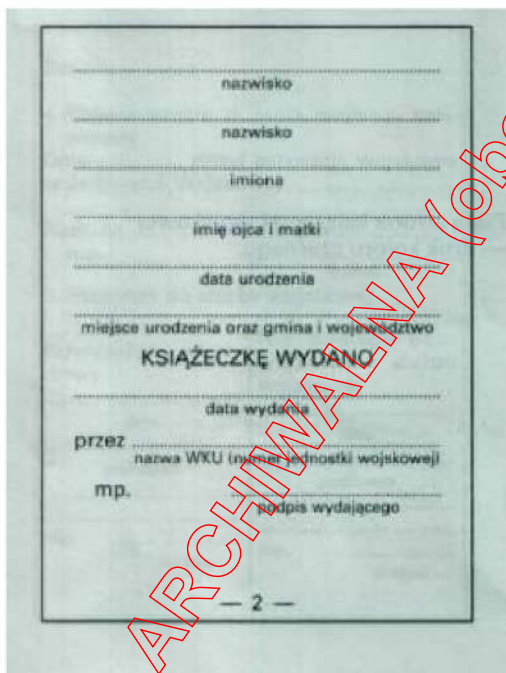 nazwisko
nazwisko
imiona
imię ojca i matki
data urodzenia
miejsce urodzenia oraz gmina i województwo
KSIĄŻECZKĘ WYDANO
data wydania
przez
nazwa WKU (numer jednostki wojskowej)
mp.
podpis wydającego
— 2 —
ARCHIWALNA (obo